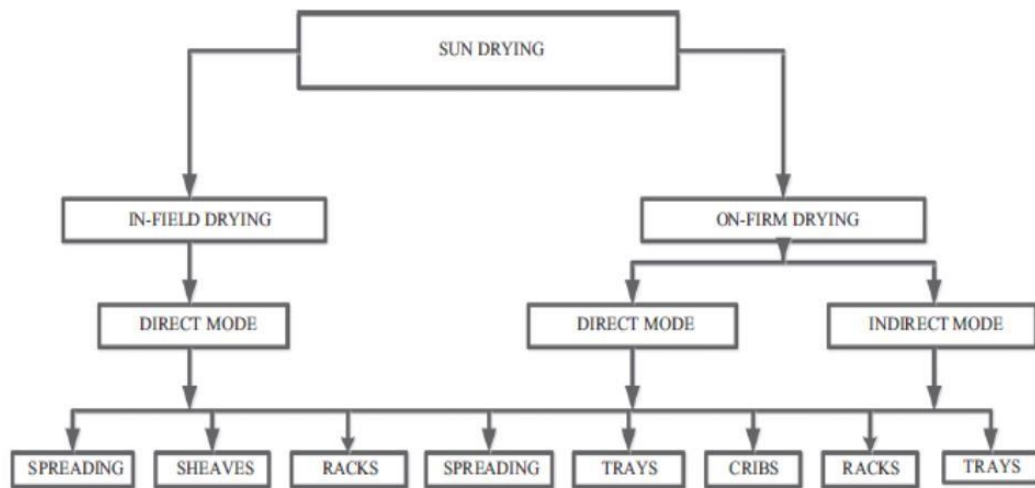 SUN DRYING
IN-FIELD DRYING
ON-FIRM DRYING
DIRECT MODE
DIRECT MODE
INDIRECT MODE
SPREADING
SHEAVES
RACKS
SPREADING
TRAYS
CRIBS
RACKS
TRAYS